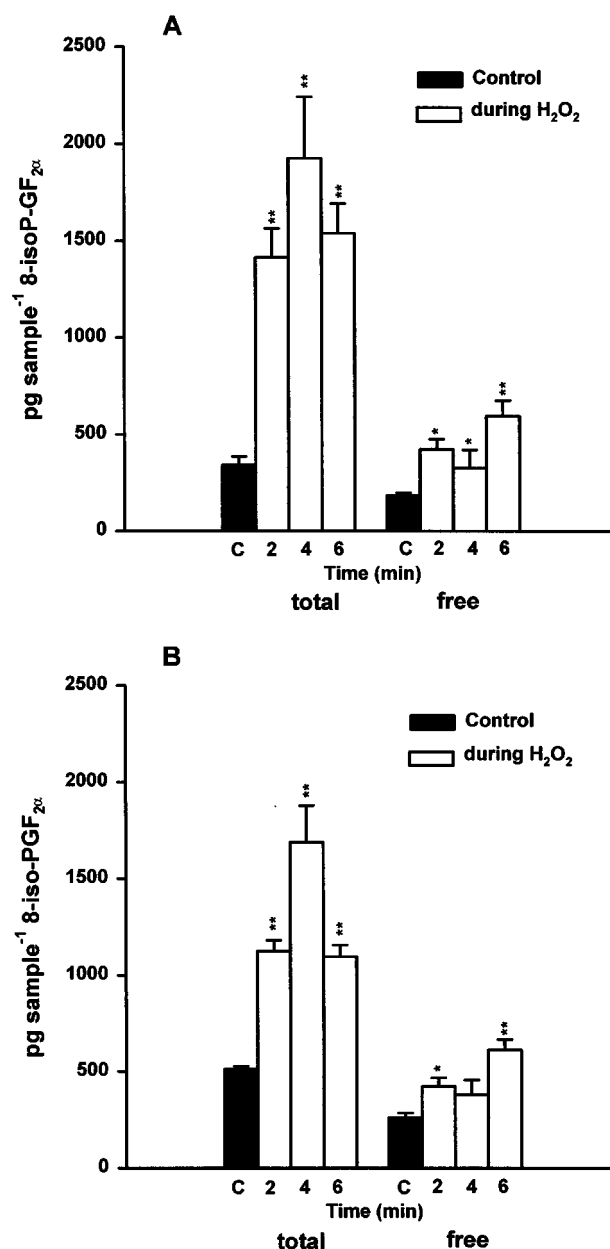 A
2500
2000
1500
1000
500
0
pg sample⁻¹ 8-isoP-GF₂α
Control
during H₂O₂
**
**
**
*
*
**
C 2 4 6 C 2 4 6
Time (min)
total free
B
2500
2000
1500
1000
500
0
pg sample⁻¹ 8-iso-PGF₂α
Control
during H₂O₂
**
**
**
*
**
C 2 4 6 C 2 4 6
Time (min)
total free